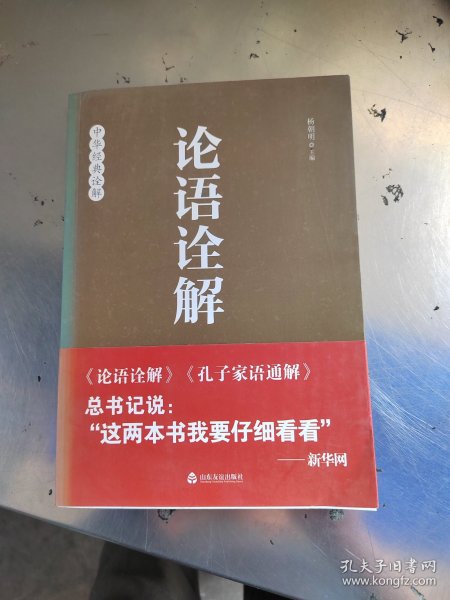 中华经典诠解
论语诠解
杨朝明 主编
《论语诠解》《孔子家语通解》
总书记说：
“这两本书我要仔细看看”
——新华网
山东友谊出版社
孔夫子旧书网
www.kongfz.com